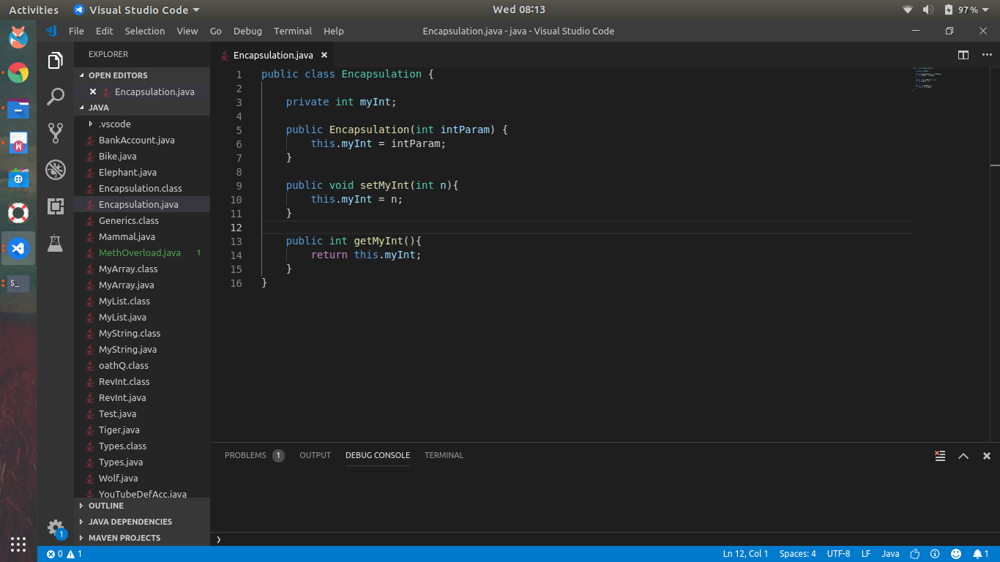 Activities Visual Studio Code Wed 08:13 97%
File Edit Selection View Go Debug Terminal Help Encapsulation.java - java - Visual Studio Code
EXPLORER
OPEN EDITORS
Encapsulation.java
JAVA
.vscode
BankAccount.java
Bike.java
Elephant.java
Encapsulation.class
Encapsulation.java
Generics.class
Mammal.java
MethOverload.java 1
MyArray.class
MyArray.java
MyList.class
MyList.java
MyString.class
MyString.java
oathQ.class
RevInt.class
RevInt.java
Test.java
Tiger.java
Types.class
Types.java
Wolf.java
YouTubeDefAcc.java
OUTLINE
JAVA DEPENDENCIES
MAVEN PROJECTS
1
Encapsulation.java
1 public class Encapsulation {
2
3 private int myInt;
4
5 public Encapsulation(int intParam) {
6 this.myInt = intParam;
7 }
8
9 public void setMyInt(int n){
10 this.myInt = n;
11 }
12
13 public int getMyInt(){
14 return this.myInt;
15 }
16 }
PROBLEMS 1 OUTPUT DEBUG CONSOLE TERMINAL
0 1 Ln 12, Col 1 Spaces: 4 UTF-8 LF Java 1